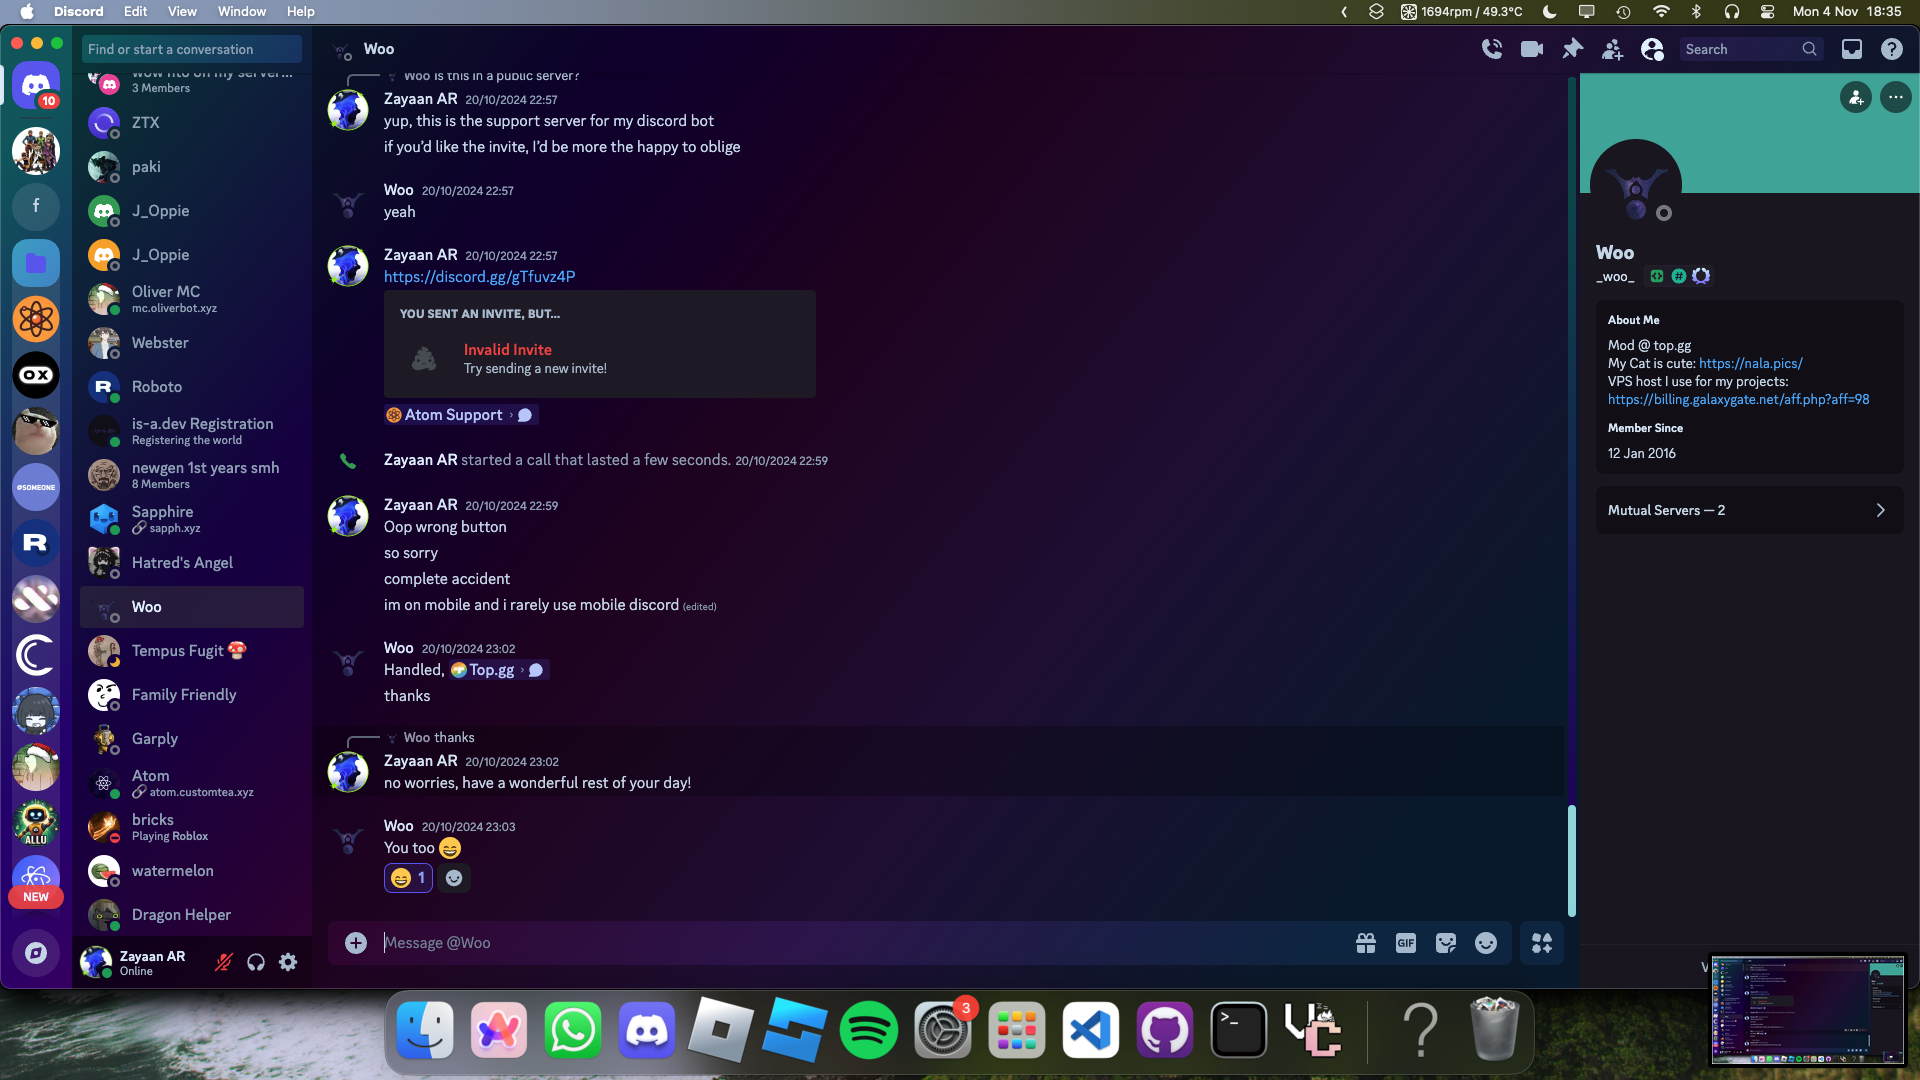 Discord Edit View Window Help
1694rpm / 49.3°C Mon 4 Nov 18:35
Find or start a conversation
3 Members
ZTX
paki
J_Oppie
J_Oppie
Oliver MC
mc.oliverbot.xyz
Webster
Roboto
is-a.dev Registration
Registering the world
newgen 1st years smh
8 Members
Sapphire
sapph.xyz
Hatred's Angel
Woo
Tempus Fugit
Family Friendly
Garply
Atom
atom.customtea.xyz
bricks
Playing Roblox
watermelon
Dragon Helper
Zayaan AR
Online
10
f
OX
@SOMEONE
R
ALLU
NEW
Woo
Search
Woo is this in a public server?
Zayaan AR 20/10/2024 22:57
yup, this is the support server for my discord bot
if you'd like the invite, I'd be more the happy to oblige
Woo 20/10/2024 22:57
yeah
Zayaan AR 20/10/2024 22:57
https://discord.gg/gTfuvz4P
YOU SENT AN INVITE, BUT...
Invalid Invite
Try sending a new invite!
Atom Support ›
Zayaan AR started a call that lasted a few seconds. 20/10/2024 22:59
Zayaan AR 20/10/2024 22:59
Oop wrong button
so sorry
complete accident
im on mobile and i rarely use mobile discord (edited)
Woo 20/10/2024 23:02
Handled, Top.gg ›
thanks
Woo thanks
Zayaan AR 20/10/2024 23:02
no worries, have a wonderful rest of your day!
Woo 20/10/2024 23:03
You too
1
Message @Woo
GIF
Woo
_woo_
About Me
Mod @ top.gg
My Cat is cute: https://nala.pics/
VPS host I use for my projects:
https://billing.galaxygate.net/aff.php?aff=98
Member Since
12 Jan 2016
Mutual Servers — 2
3